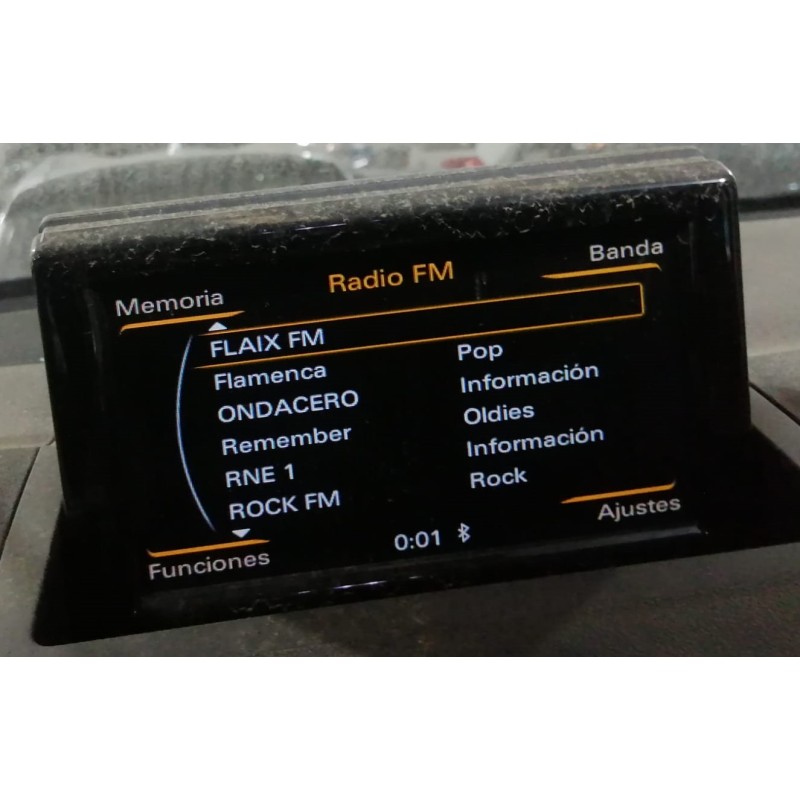 Radio FM
Memoria
Banda
FLAIX FM
Flamenca Pop
ONDACERO Información
Remember Oldies
RNE 1 Información
ROCK FM Rock
Funciones
0:01
Ajustes